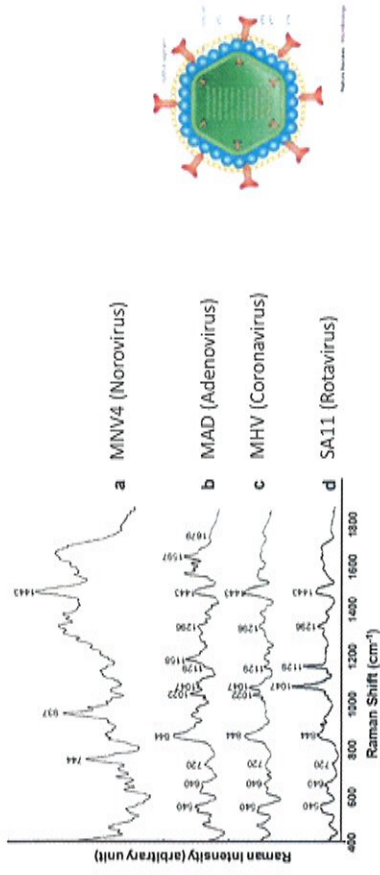 Raman Intensity (arbitrary unit)
744 937 1443
a MNV4 (Norovirus)
540 640 720 844 1022 1047 1129 1158 1296 1443 1597 1679
b MAD (Adenovirus)
540 640 720 844 1022 1047 1129 1296 1443
c MHV (Coronavirus)
540 640 720 844 1047 1129 1296 1443
d SA11 (Rotavirus)
400 600 800 1000 1200 1400 1600 1800
Raman Shift (cm⁻¹)